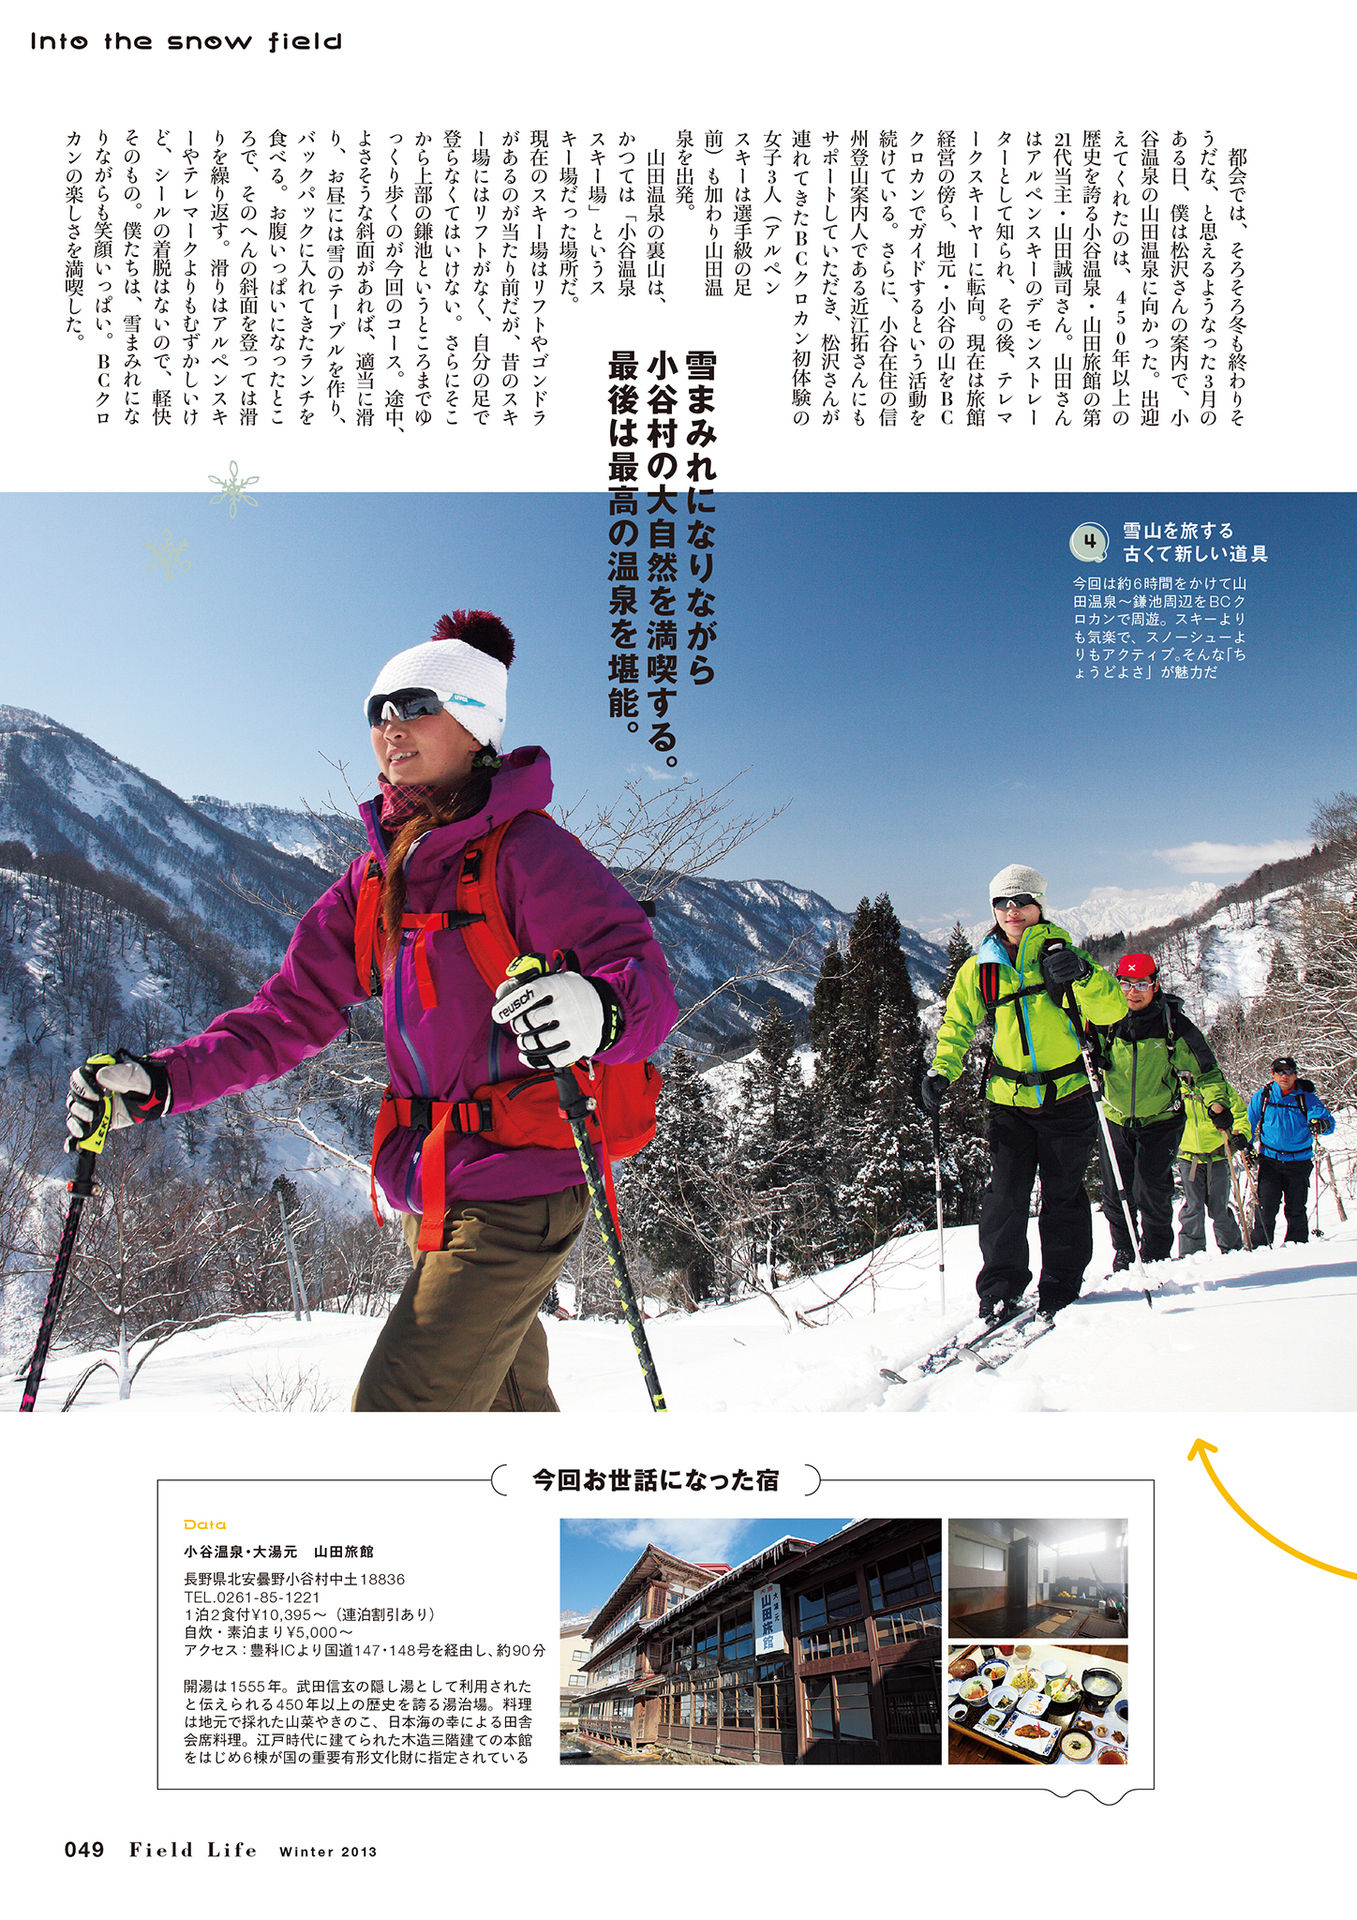 Into the snow field
都会では、そろそろ冬も終わりそ
うだな、と思えるようなった3月の
ある日、僕は松沢さんの案内で、小
谷温泉の山田温泉に向かった。出迎
えてくれたのは、450年以上の
歴史を誇る小谷温泉・山田旅館の第
21代当主・山田誠司さん。山田さん
はアルペンスキーのデモンストレー
ターとして知られ、その後、テレマ
ークスキーヤーに転向。現在は旅館
経営の傍ら、地元・小谷の山をBC
クロカンでガイドするという活動を
続けている。さらに、小谷在住の信
州登山案内人である近江拓さんにも
サポートしていただき、松沢さんが
連れてきたBCクロカン初体験の
女子3人（アルペン
スキーは選手級の足
前）も加わり山田温
泉を出発。
山田温泉の裏山は、
かつては「小谷温泉
スキー場」というス
キー場だった場所だ。
現在のスキー場はリフトやゴンドラ
があるのが当たり前だが、昔のスキ
ー場にはリフトがなく、自分の足で
登らなくてはいけない。さらにそこ
から上部の鎌池というところまでゆ
っくり歩くのが今回のコース。途中、
よさそうな斜面があれば、適当に滑
り、お昼には雪のテーブルを作り、
バックパックに入れてきたランチを
食べる。お腹いっぱいになったとこ
ろで、そのへんの斜面を登っては滑
りを繰り返す。滑りはアルペンスキ
ーやテレマークよりもむずかしいけ
ど、シールの着脱はないので、軽快
そのもの。僕たちは、雪まみれにな
りながらも笑顔いっぱい。BCクロ
カンの楽しさを満喫した。
雪まみれになりながら
小谷村の大自然を満喫する。
最後は最高の温泉を堪能。
4
雪山を旅する
古くて新しい道具
今回は約6時間をかけて山
田温泉～鎌池周辺をBCク
ロカンで周遊。スキーより
も気楽で、スノーシューよ
りもアクティブ。そんな「ち
ょうどよさ」が魅力だ
reusch
LEKI
今回お世話になった宿
Data
小谷温泉・大湯元　山田旅館
長野県北安曇野小谷村中土18836
TEL.0261-85-1221
1泊2食付¥10,395～（連泊割引あり）
自炊・素泊まり¥5,000～
アクセス：豊科ICより国道147・148号を経由し、約90分
開湯は1555年。武田信玄の隠し湯として利用された
と伝えられる450年以上の歴史を誇る湯治場。料理
は地元で採れた山菜やきのこ、日本海の幸による田舎
会席料理。江戸時代に建てられた木造三階建ての本館
をはじめ6棟が国の重要有形文化財に指定されている
大湯元
山田旅館
049 Field Life Winter 2013